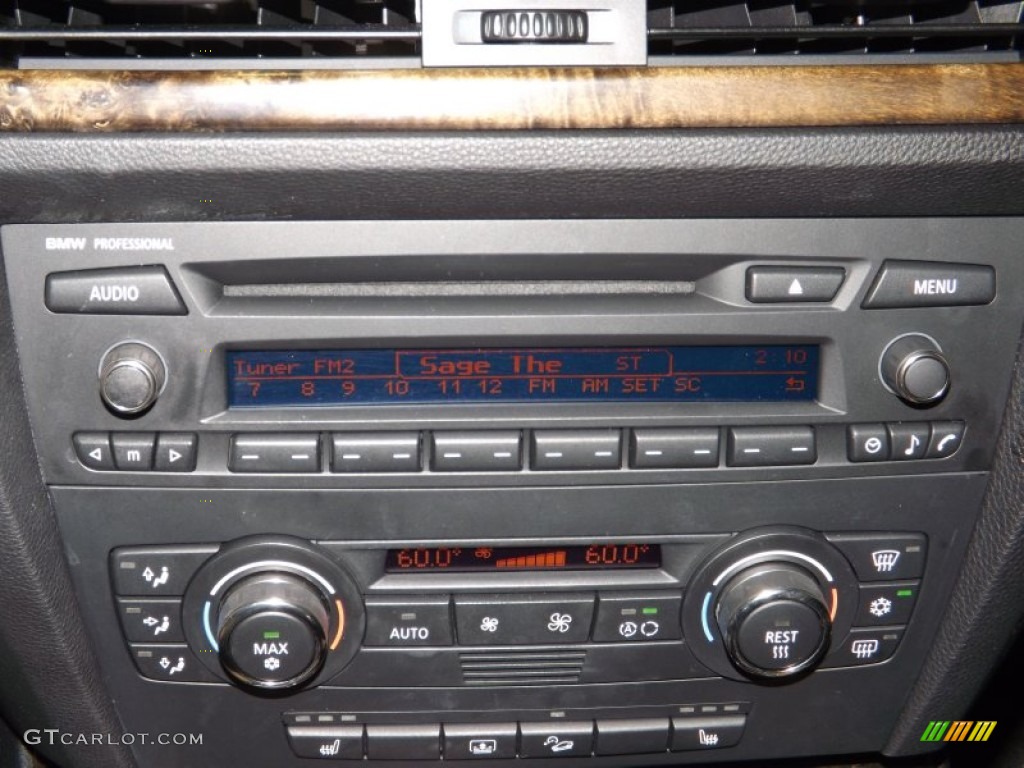 BMW PROFESSIONAL
AUDIO
MENU
Tuner FM2 Sage The ST 2:10
7 8 9 10 11 12 FM AM SET SC
m
60.0° 60.0°
AUTO
A
MAX
REST
GTCARLOT.COM